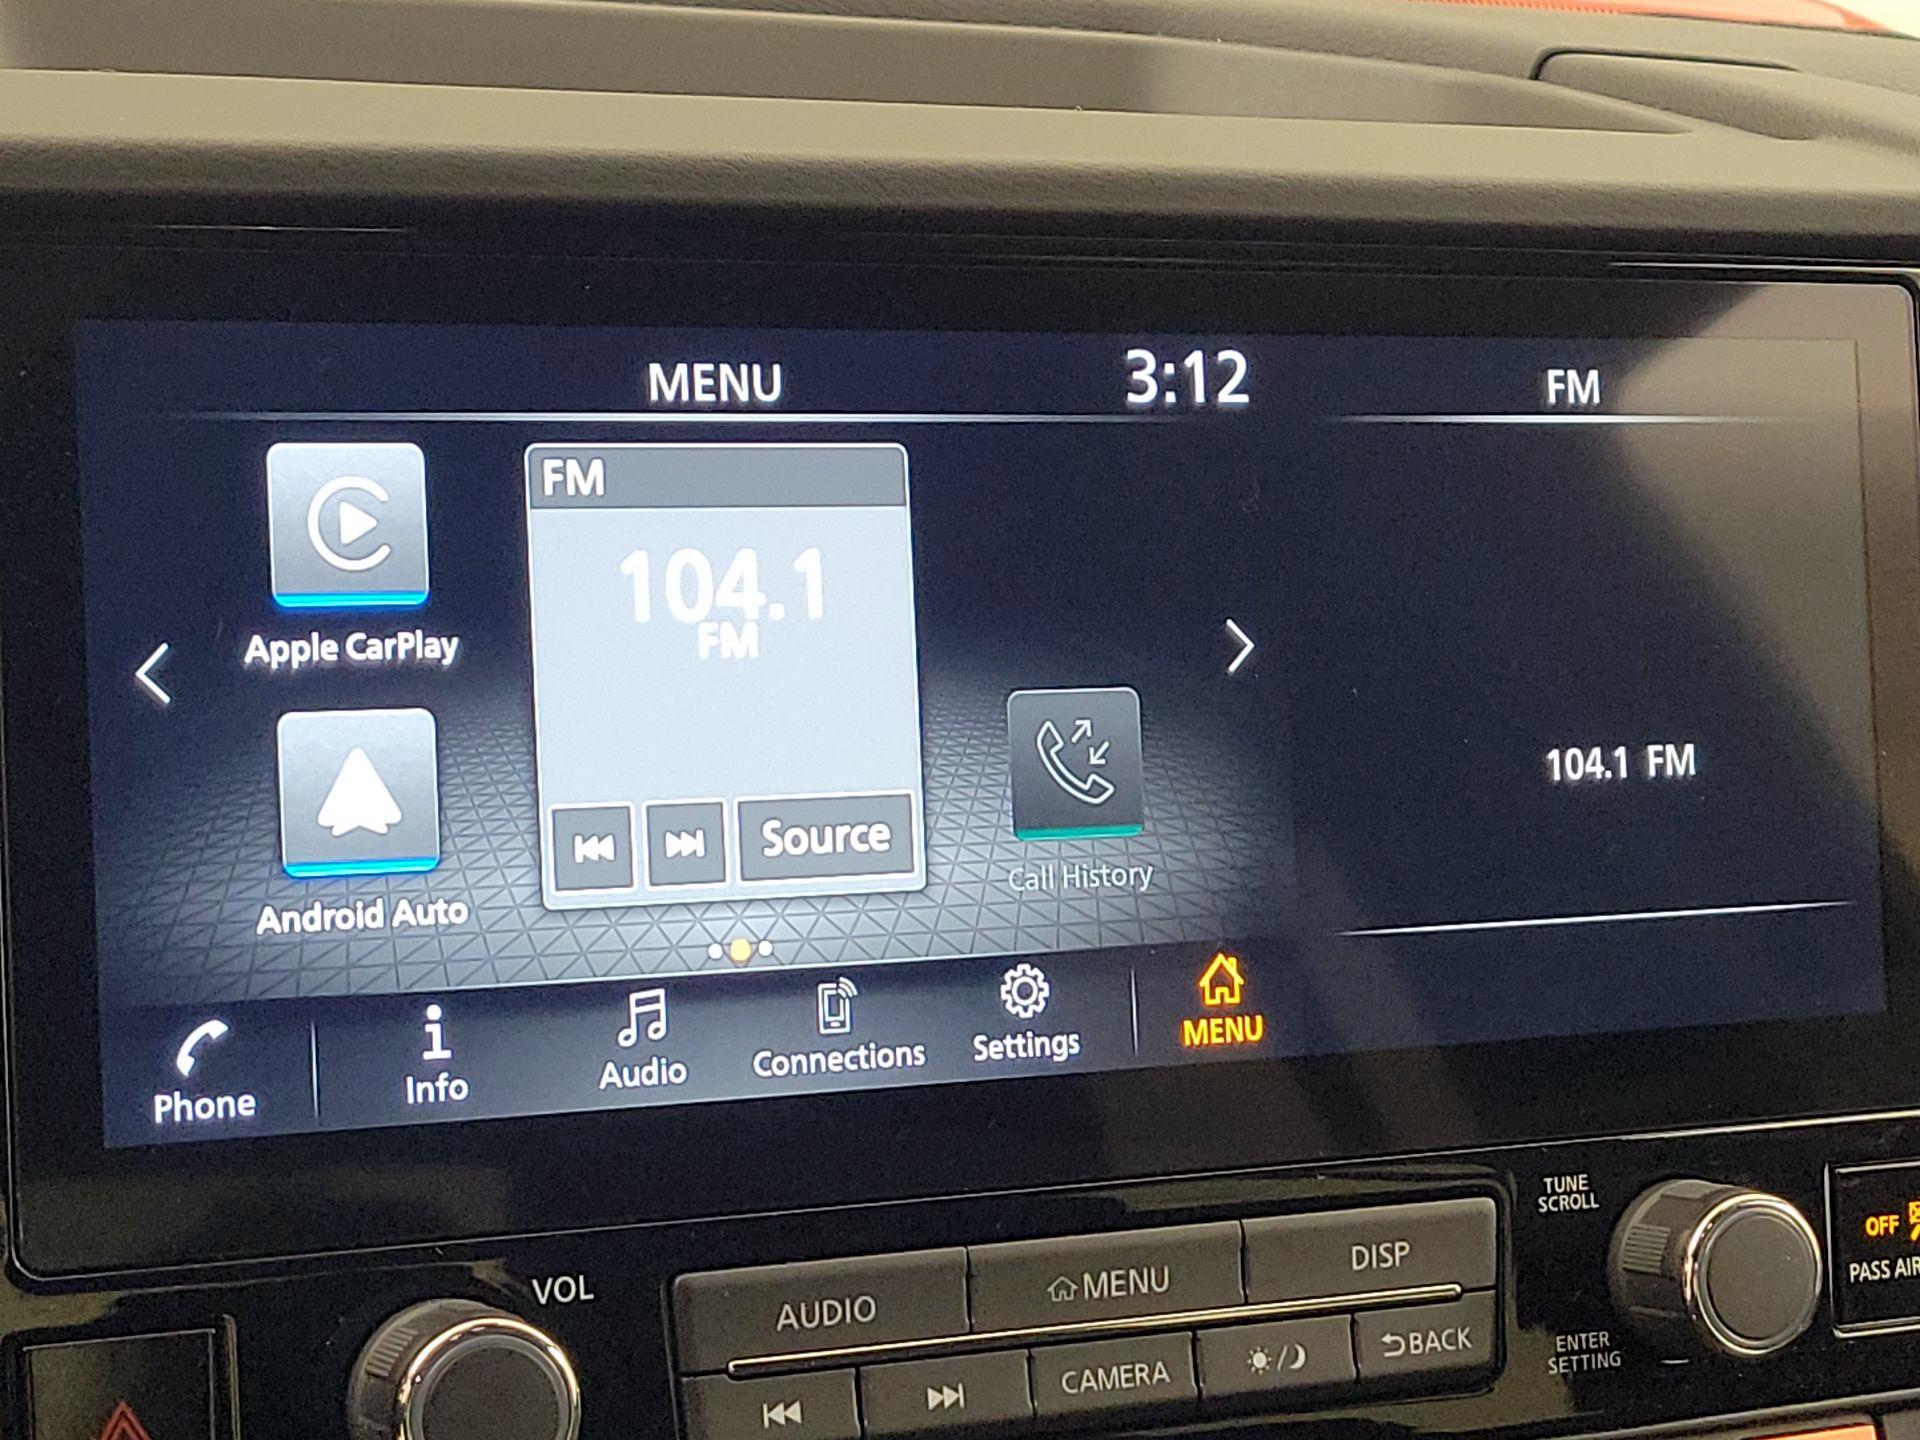 MENU
3:12
FM
FM
104.1
FM
Apple CarPlay
104.1 FM
Source
Call History
Android Auto
Phone
Info
Audio
Connections
Settings
MENU
TUNE
SCROLL
OFF
PASS AIR
VOL
AUDIO
MENU
DISP
CAMERA
BACK
ENTER
SETTING